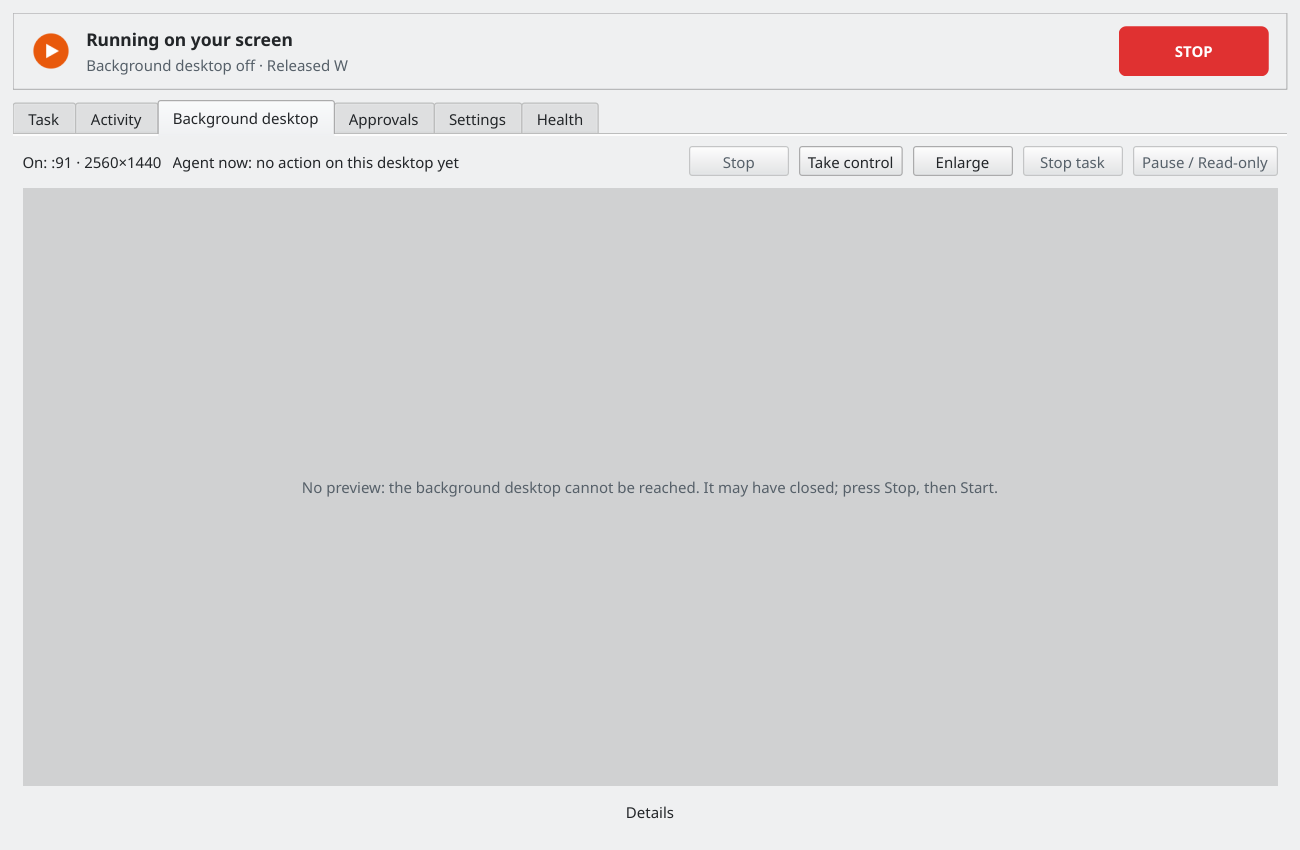 Running on your screen
Background desktop off · Released W
STOP
Task
Activity
Background desktop
Approvals
Settings
Health
On: :91 · 2560×1440 Agent now: no action on this desktop yet
Stop
Take control
Enlarge
Stop task
Pause / Read-only
No preview: the background desktop cannot be reached. It may have closed; press Stop, then Start.
Details